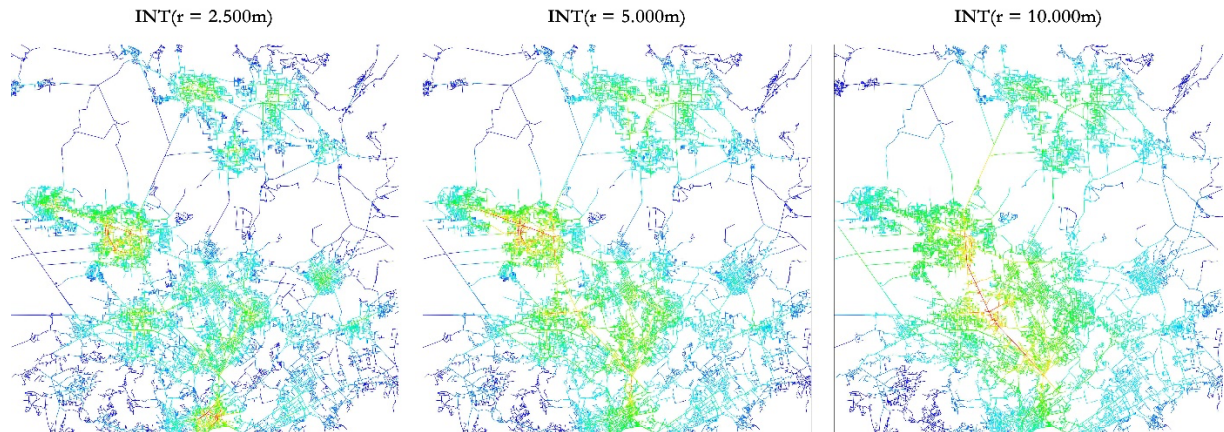 INT(r = 2.500m)
INT(r = 5.000m)
INT(r = 10.000m)